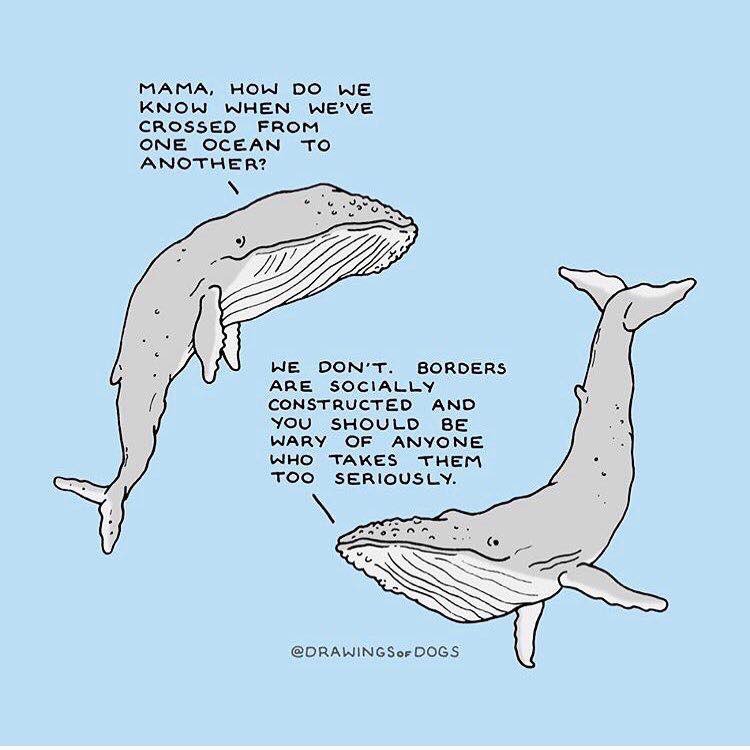 MAMA, HOW DO WE
KNOW WHEN WE'VE
CROSSED FROM
ONE OCEAN TO
ANOTHER?
WE DON'T. BORDERS
ARE SOCIALLY
CONSTRUCTED AND
YOU SHOULD BE
WARY OF ANYONE
WHO TAKES THEM
TOO SERIOUSLY.
@DRAWINGSOFDOGS